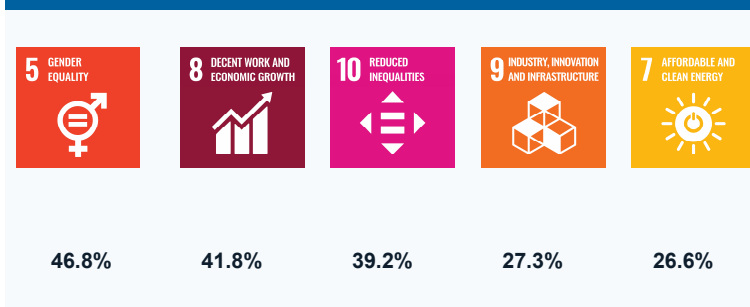 5 GENDER
EQUALITY
8 DECENT WORK AND
ECONOMIC GROWTH
10 REDUCED
INEQUALITIES
9 INDUSTRY, INNOVATION
AND INFRASTRUCTURE
7 AFFORDABLE AND
CLEAN ENERGY
46.8% 41.8% 39.2% 27.3% 26.6%